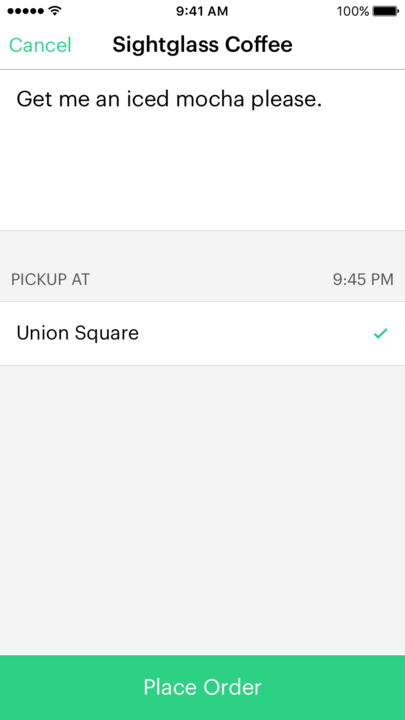 9:41 AM 100%
Cancel Sightglass Coffee
Get me an iced mocha please.
PICKUP AT 9:45 PM
Union Square
Place Order